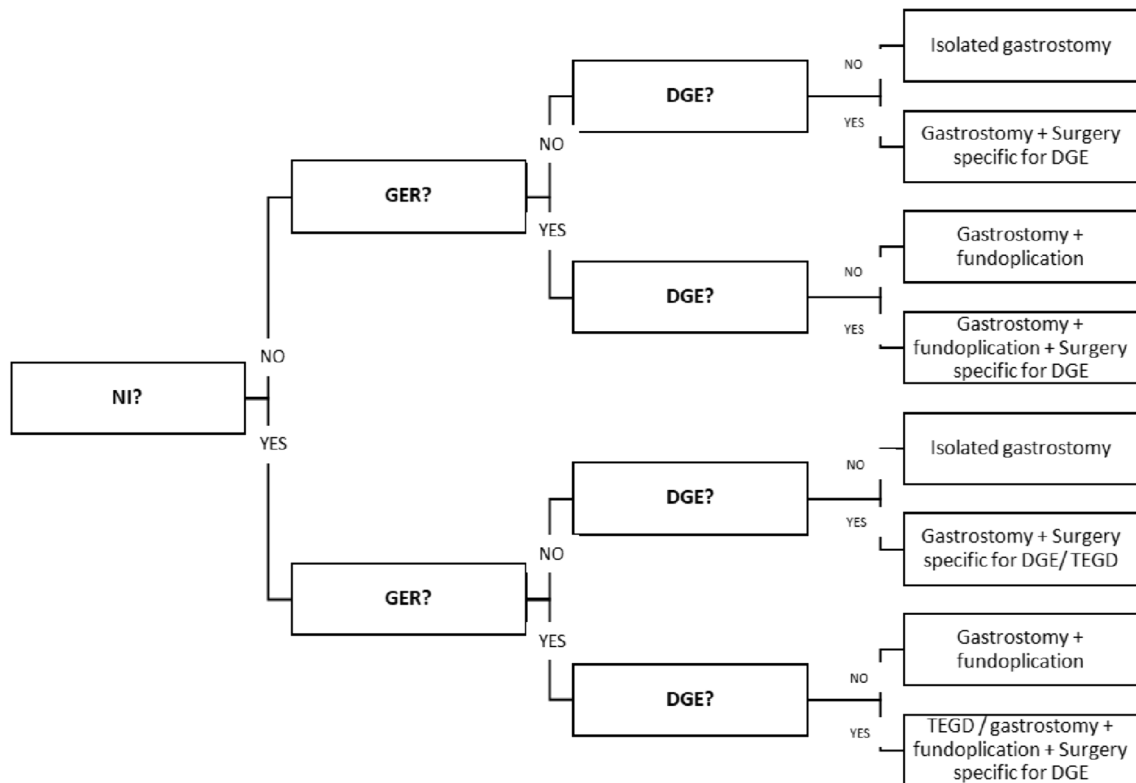 Isolated gastrostomy
NO
DGE?
YES
Gastrostomy + Surgery
specific for DGE
NO
GER?
YES
Gastrostomy +
fundoplication
NO
DGE?
YES
Gastrostomy +
fundoplication + Surgery
specific for DGE
NO
NI?
YES
Isolated gastrostomy
NO
DGE?
YES
Gastrostomy + Surgery
specific for DGE/ TEGD
NO
GER?
YES
Gastrostomy +
fundoplication
NO
DGE?
YES
TEGD / gastrostomy +
fundoplication + Surgery
specific for DGE